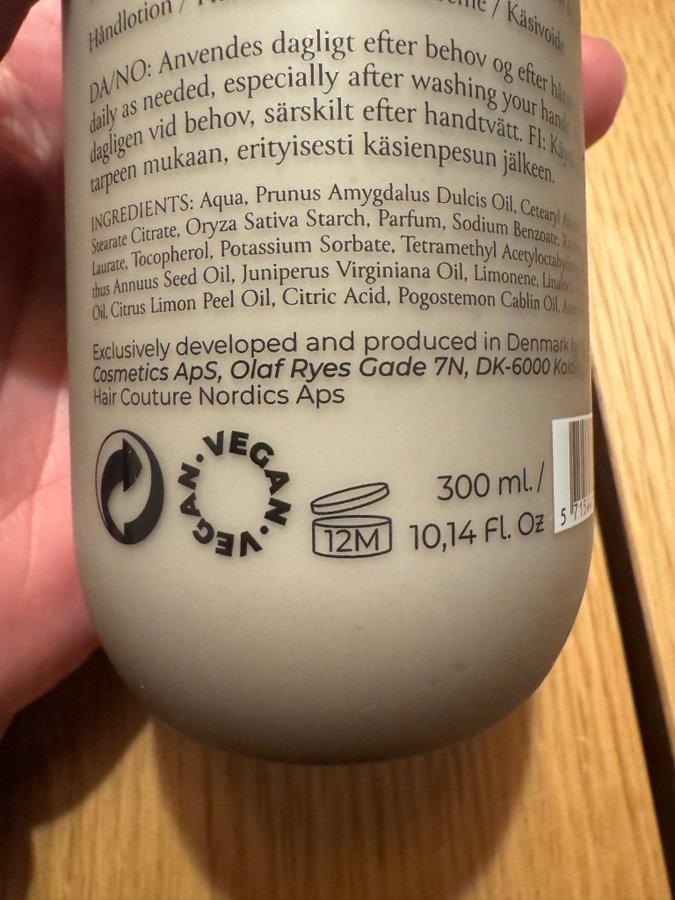 Håndlotion / / Käsivoide
DA/NO: Anvendes dagligt efter behov og efter
daily as needed, especially after washing your
dagligen vid behov, särskilt efter handtvätt. FI:
tarpeen mukaan, erityisesti käsienpesun jälkeen.
INGREDIENTS: Aqua, Prunus Amygdalus Dulcis Oil, Cetearyl
Stearate Citrate, Oryza Sativa Starch, Parfum, Sodium Benzoate,
Laurate, Tocopherol, Potassium Sorbate, Tetramethyl
thus Annuus Seed Oil, Juniperus Virginiana Oil, Limonene,
Oil, Citrus Limon Peel Oil, Citric Acid, Pogostemon Cablin Oil,
Exclusively developed and produced in Denmark
Cosmetics ApS, Olaf Ryes Gade 7N, DK-6000
Hair Couture Nordics Aps
VEGAN·VEGAN·VEGAN·
12M
300 ml./
10,14 Fl. Oz
5 715